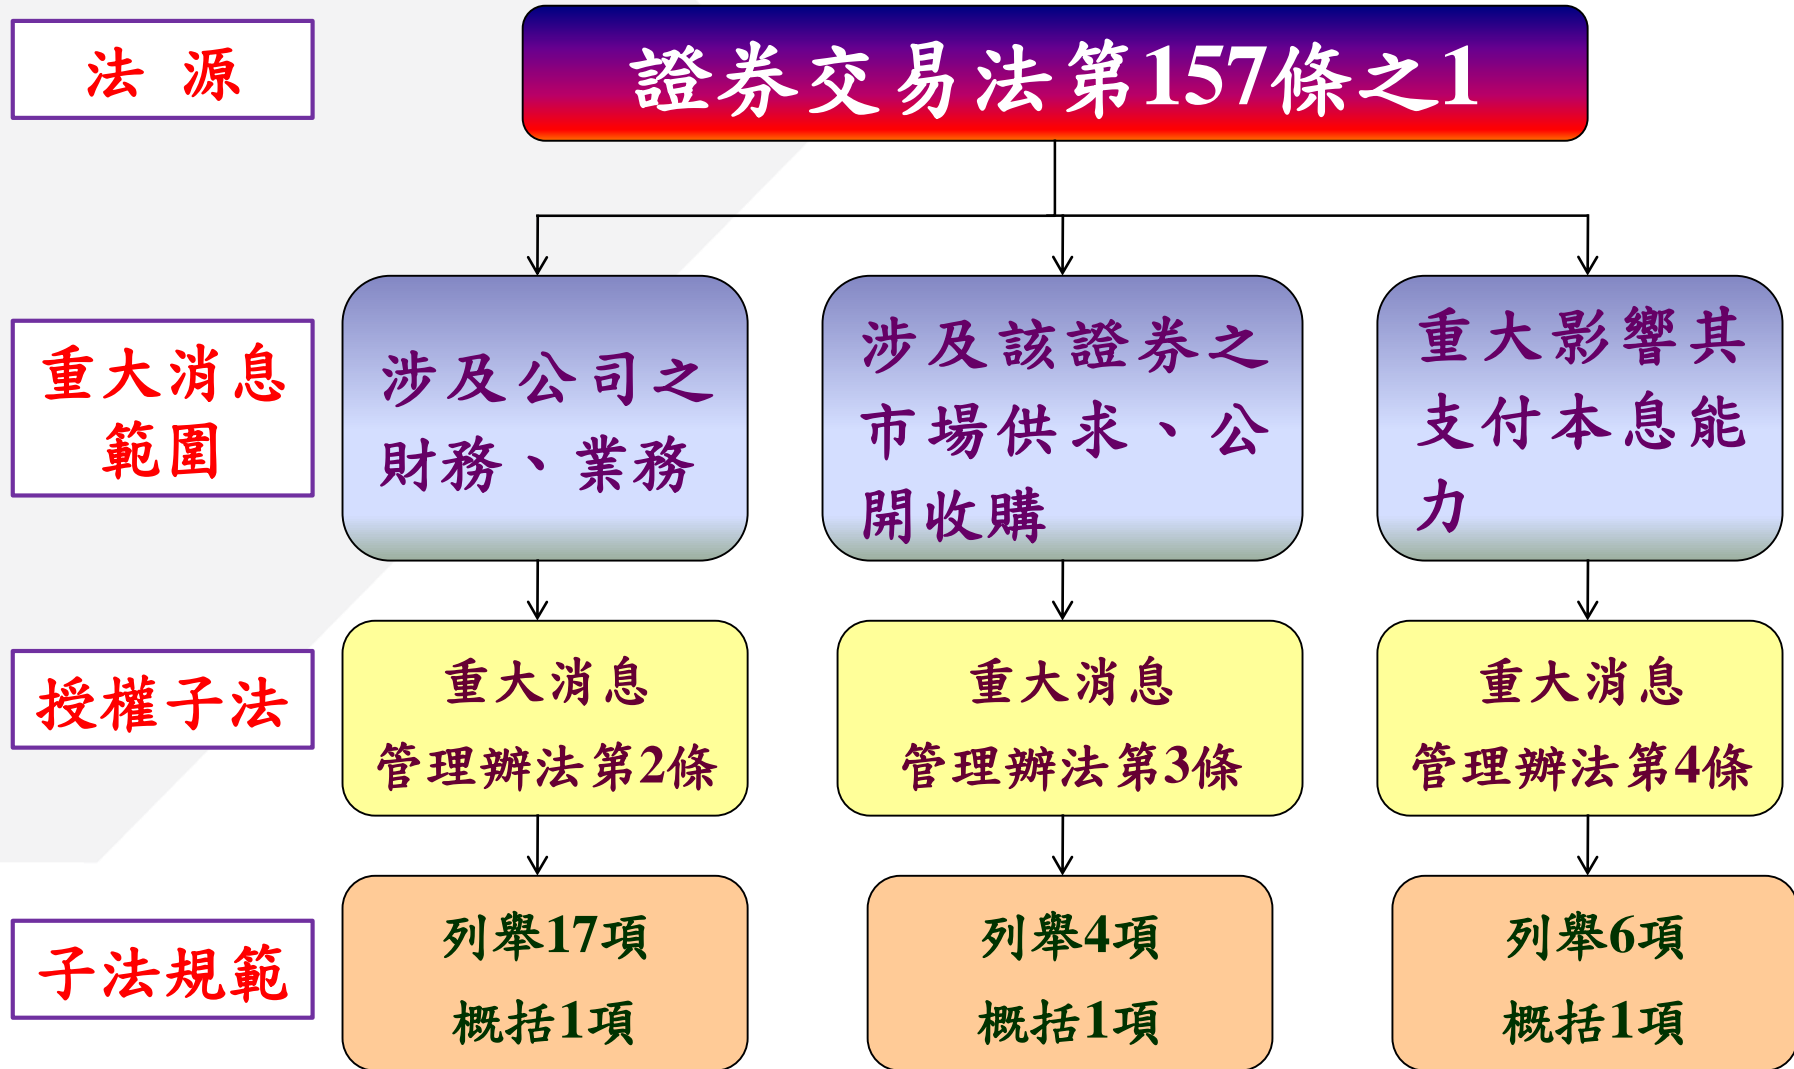 法 源
證券交易法第157條之1
重大消息
範圍
涉及公司之
財務、業務
涉及該證券之
市場供求、公
開收購
重大影響其
支付本息能
力
授權子法
重大消息
管理辦法第2條
重大消息
管理辦法第3條
重大消息
管理辦法第4條
子法規範
列舉17項
概括1項
列舉4項
概括1項
列舉6項
概括1項